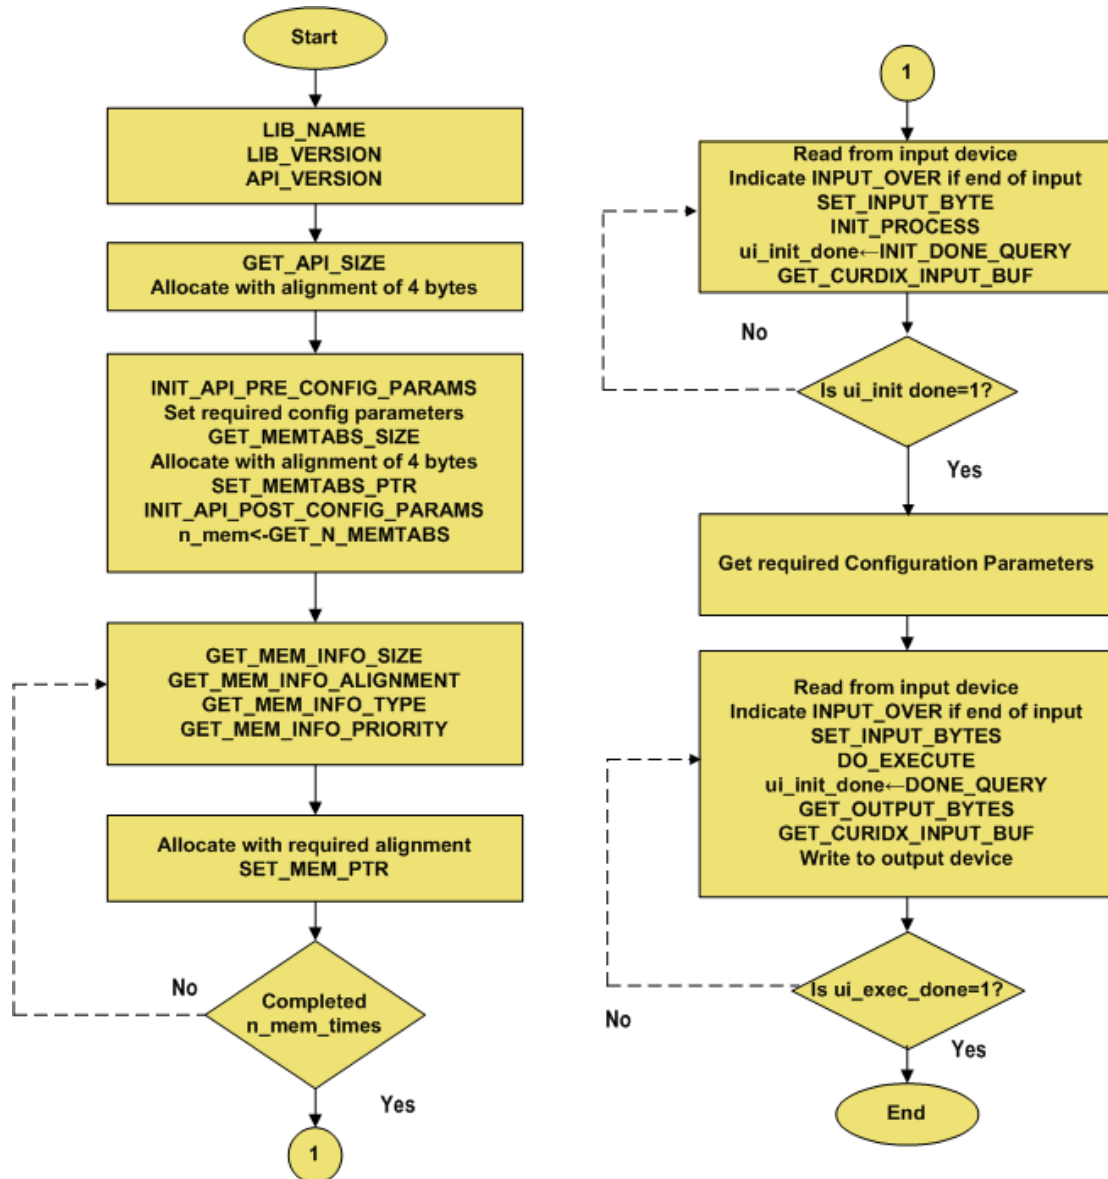 Start
LIB_NAME
LIB_VERSION
API_VERSION
GET_API_SIZE
Allocate with alignment of 4 bytes
INIT_API_PRE_CONFIG_PARAMS
Set required config parameters
GET_MEMTABS_SIZE
Allocate with alignment of 4 bytes
SET_MEMTABS_PTR
INIT_API_POST_CONFIG_PARAMS
n_mem<-GET_N_MEMTABS
GET_MEM_INFO_SIZE
GET_MEM_INFO_ALIGNMENT
GET_MEM_INFO_TYPE
GET_MEM_INFO_PRIORITY
Allocate with required alignment
SET_MEM_PTR
No
Completed
n_mem_times
Yes
1
1
Read from input device
Indicate INPUT_OVER if end of input
SET_INPUT_BYTE
INIT_PROCESS
ui_init_done←INIT_DONE_QUERY
GET_CURDIX_INPUT_BUF
No
Is ui_init done=1?
Yes
Get required Configuration Parameters
Read from input device
Indicate INPUT_OVER if end of input
SET_INPUT_BYTES
DO_EXECUTE
ui_init_done←DONE_QUERY
GET_OUTPUT_BYTES
GET_CURIDX_INPUT_BUF
Write to output device
Is ui_exec_done=1?
No
Yes
End